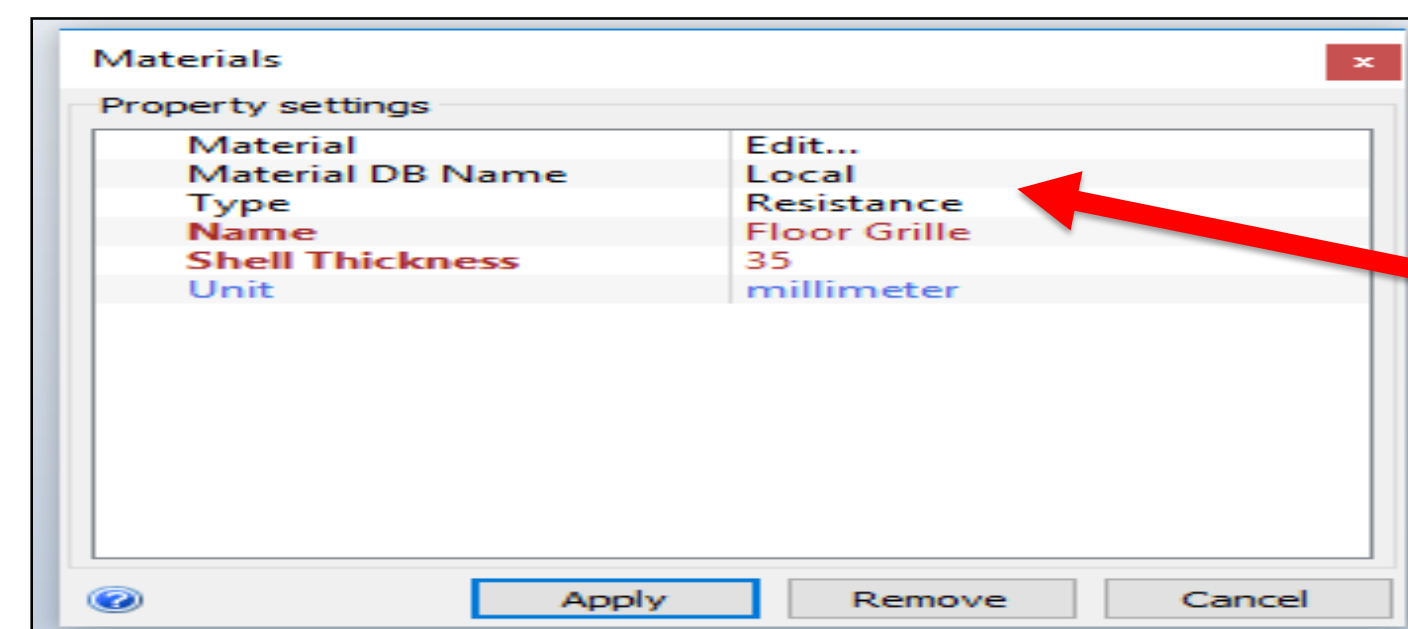 Materials
Property settings
Material Edit...
Material DB Name Local
Type Resistance
Name Floor Grille
Shell Thickness 35
Unit millimeter
Apply Remove Cancel